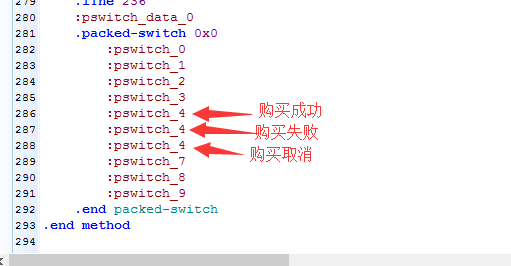 279 .line 236
280 :pswitch_data_0
281 .packed-switch 0x0
282 :pswitch_0
283 :pswitch_1
284 :pswitch_2
285 :pswitch_3
286 :pswitch_4 购买成功
287 :pswitch_4 购买失败
288 :pswitch_4 购买取消
289 :pswitch_7
290 :pswitch_8
291 :pswitch_9
292 .end packed-switch
293 .end method
294